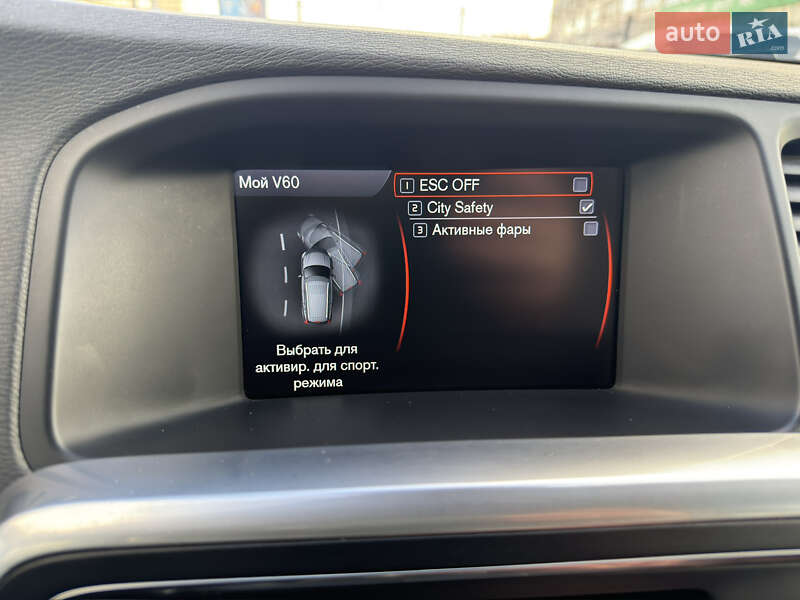 auto RIA .com
Мой V60
1 ESC OFF
2 City Safety
3 Активные фары
Выбрать для
активир. для спорт.
режима